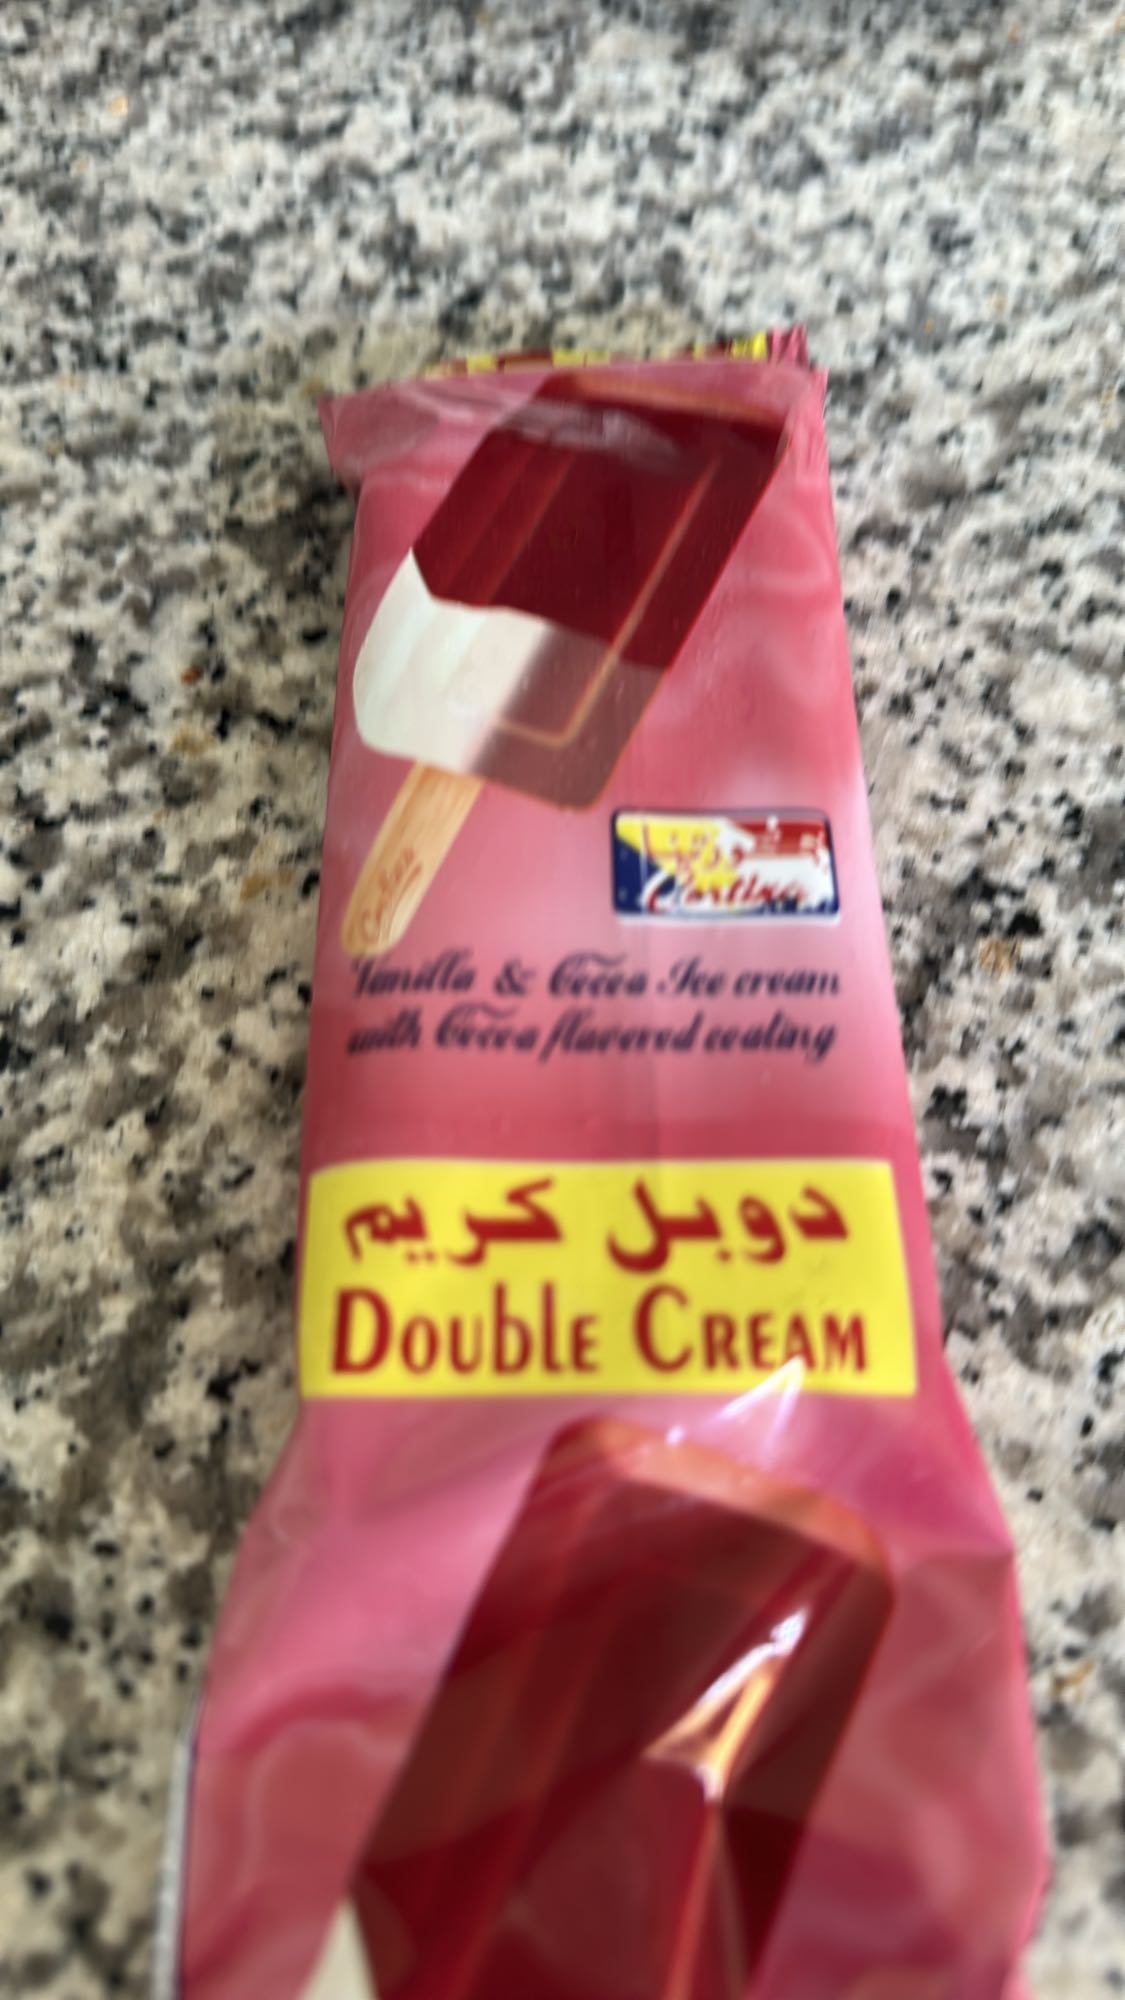 Vanilla & Cocoa Ice cream
with Cocoa flavored coating
دوبل كريم
Double Cream